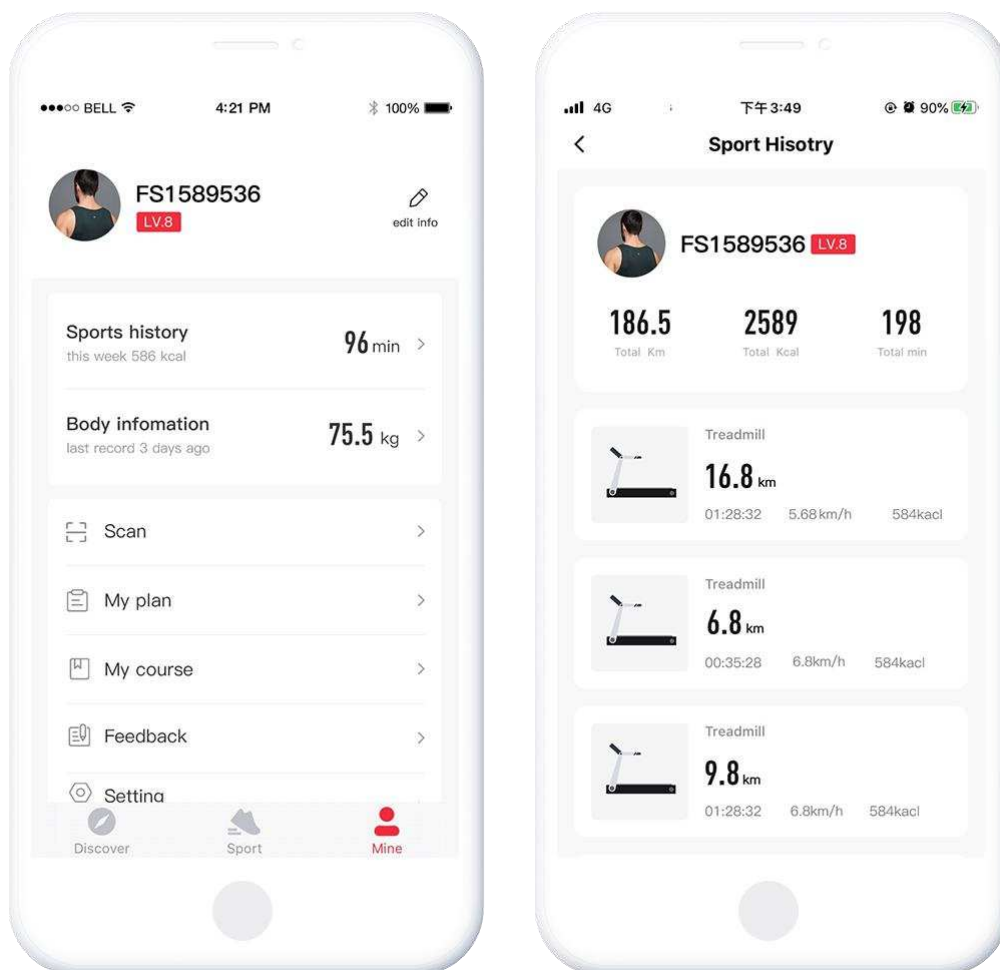 BELL 4:21 PM 100%
FS1589536
LV.8
edit info
Sports history
this week 586 kcal
96 min
Body infomation
last record 3 days ago
75.5 kg
Scan
My plan
My course
Feedback
Setting
Discover Sport Mine
4G 下午3:49 90%
Sport Hisotry
FS1589536 LV.8
186.5 2589 198
Total Km Total Kcal Total min
Treadmill
16.8 km
01:28:32 5.68km/h 584kacl
Treadmill
6.8 km
00:35:28 6.8km/h 584kacl
Treadmill
9.8 km
01:28:32 6.8km/h 584kacl